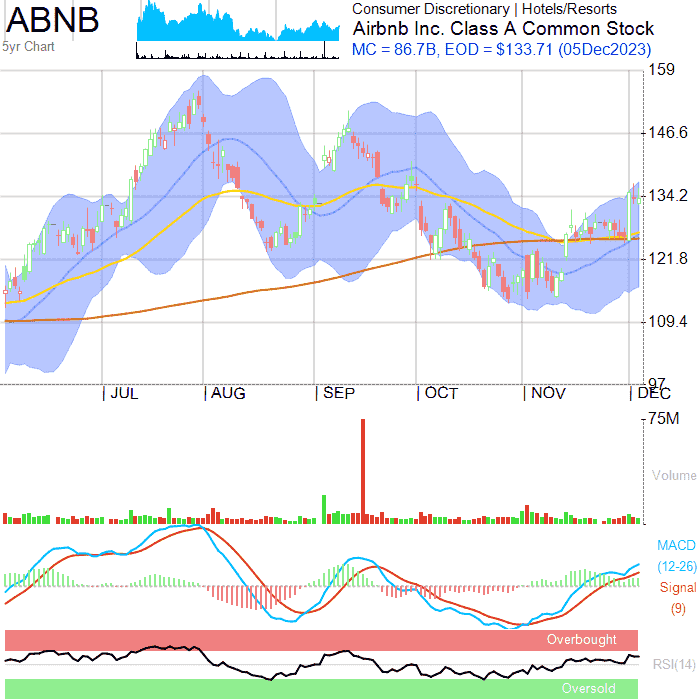 ABNB
5yr Chart
Consumer Discretionary | Hotels/Resorts
Airbnb Inc. Class A Common Stock
MC = 86.7B, EOD = $133.71 (05Dec2023)
159
146.6
134.2
121.8
109.4
97
JUL AUG SEP OCT NOV DEC
75M
Volume
MACD
(12-26)
Signal
(9)
Overbought
RSI(14)
Oversold